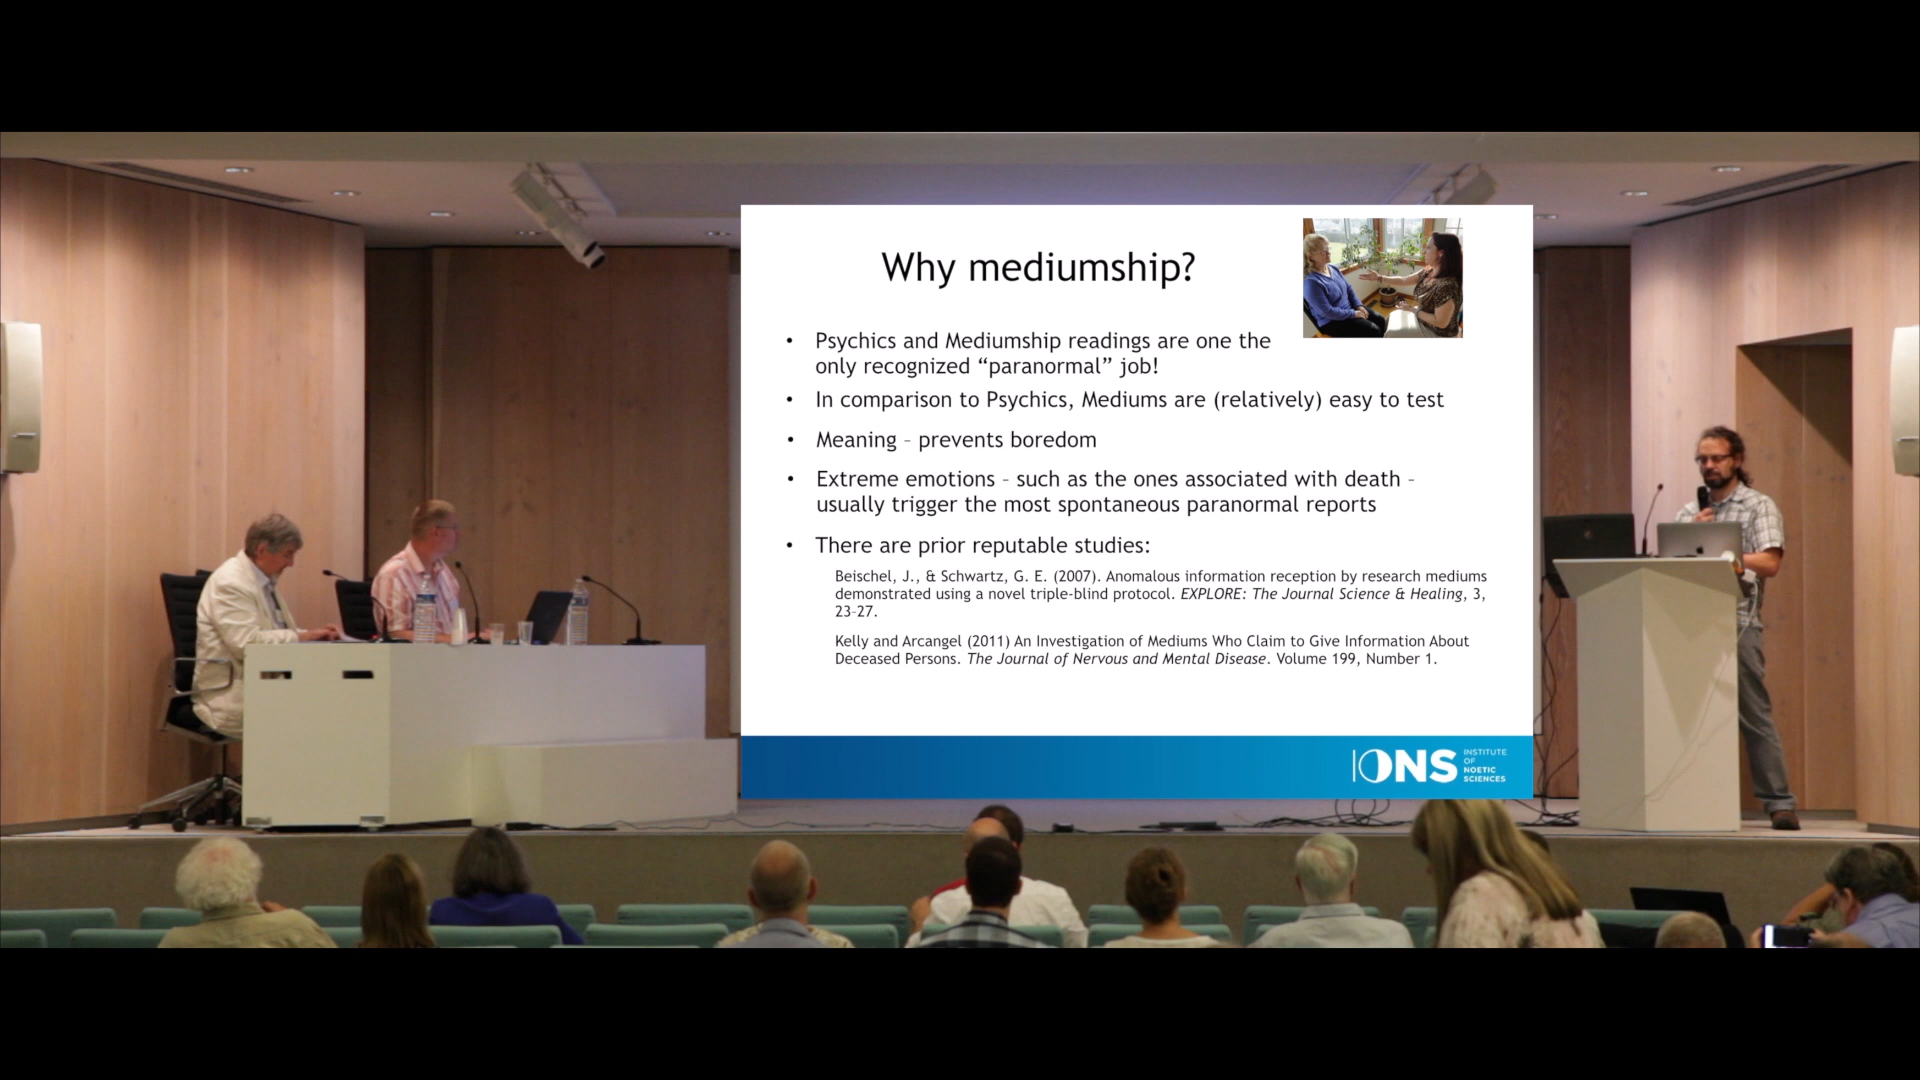 Why mediumship?
• Psychics and Mediumship readings are one the
only recognized “paranormal” job!
• In comparison to Psychics, Mediums are (relatively) easy to test
• Meaning – prevents boredom
• Extreme emotions – such as the ones associated with death –
usually trigger the most spontaneous paranormal reports
• There are prior reputable studies:
Beischel, J., & Schwartz, G. E. (2007). Anomalous information reception by research mediums
demonstrated using a novel triple-blind protocol. EXPLORE: The Journal Science & Healing, 3,
23-27.
Kelly and Arcangel (2011) An Investigation of Mediums Who Claim to Give Information About
Deceased Persons. The Journal of Nervous and Mental Disease. Volume 199, Number 1.
IONS
INSTITUTE
OF
NOETIC
SCIENCES